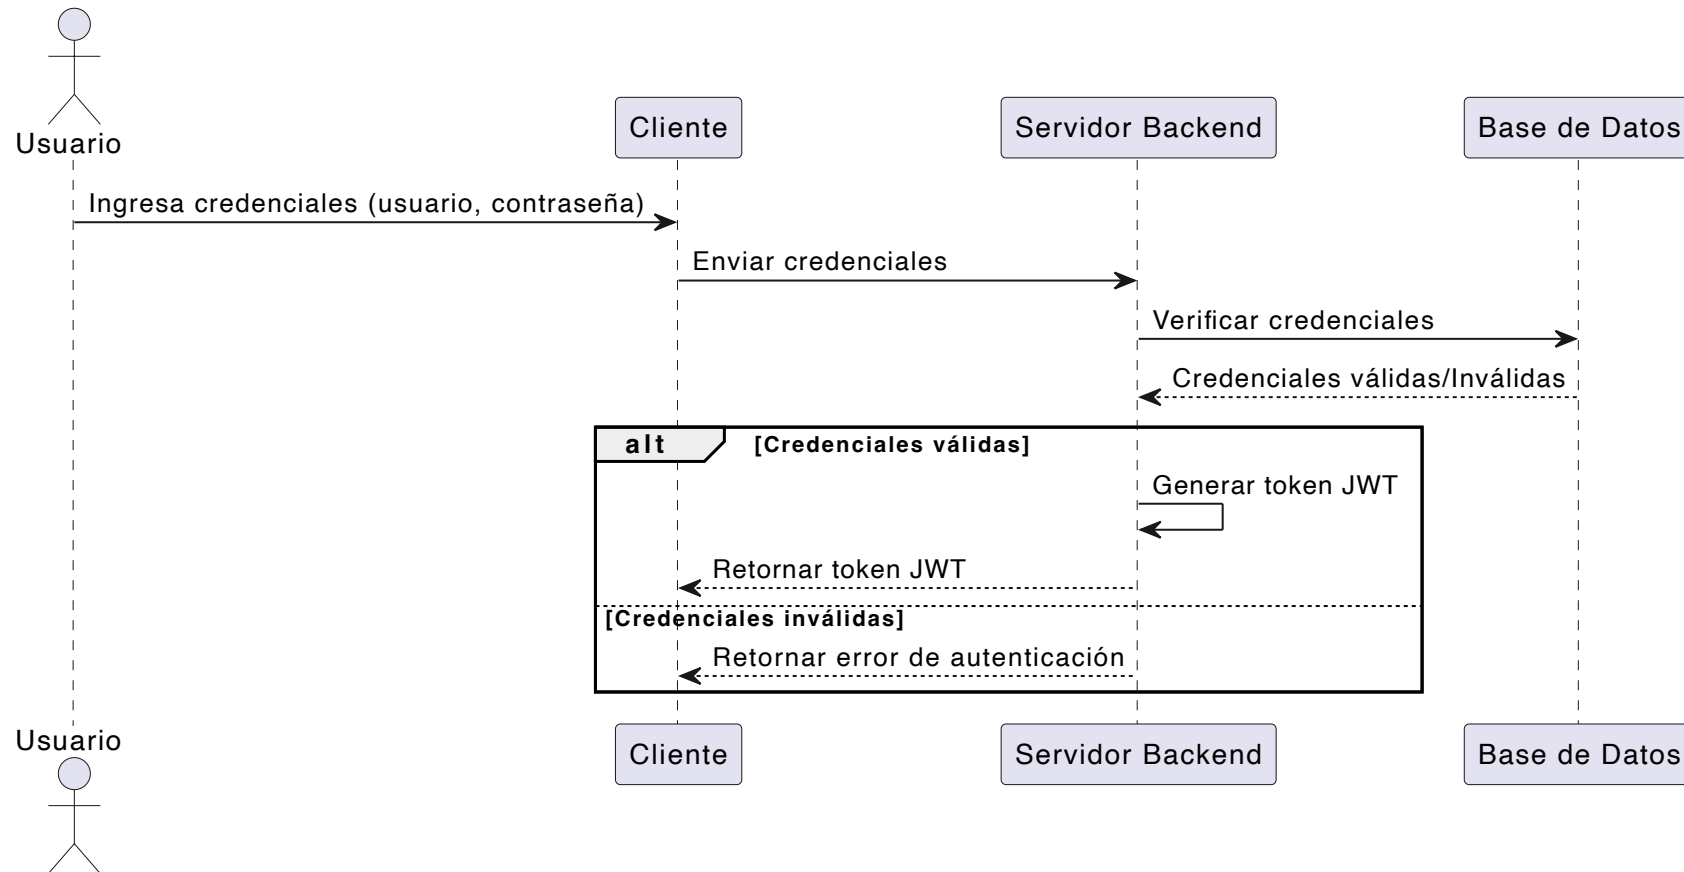 Usuario
Cliente
Servidor Backend
Base de Datos
Ingresa credenciales (usuario, contraseña)
Enviar credenciales
Verificar credenciales
Credenciales válidas/Inválidas
alt [Credenciales válidas]
Generar token JWT
Retornar token JWT
[Credenciales inválidas]
Retornar error de autenticación
Usuario
Cliente
Servidor Backend
Base de Datos